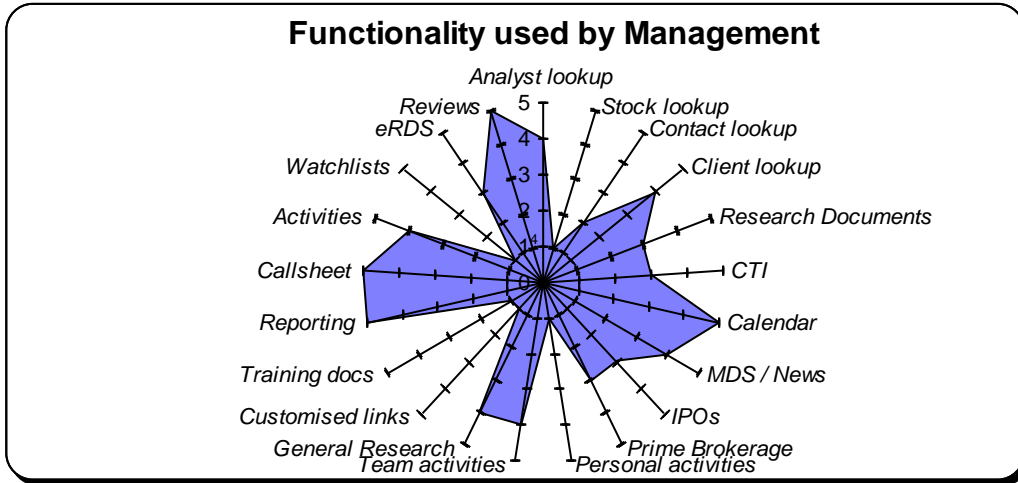 Functionality used by Management
Analyst lookup
Reviews
5
Stock lookup
eRDS
4
Contact lookup
Watchlists
3
Client lookup
Activities
2
Research Documents
1
4
Callsheet
0
CTI
Reporting
Calendar
Training docs
MDS / News
Customised links
IPOs
General Research
Prime Brokerage
Team activities
Personal activities